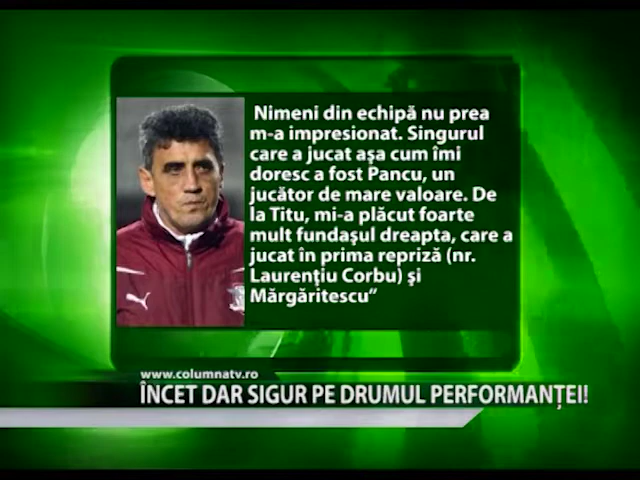 Nimeni din echipă nu prea
m-a impresionat. Singurul
care a jucat aşa cum îmi
doresc a fost Pancu, un
jucător de mare valoare. De
la Titu, mi-a plăcut foarte
mult fundaşul dreapta, care a
jucat în prima repriză (nr.
Laurenţiu Corbu) şi
Mărgăritescu”
www.columnatv.ro
ÎNCET DAR SIGUR PE DRUMUL PERFORMANŢEI!